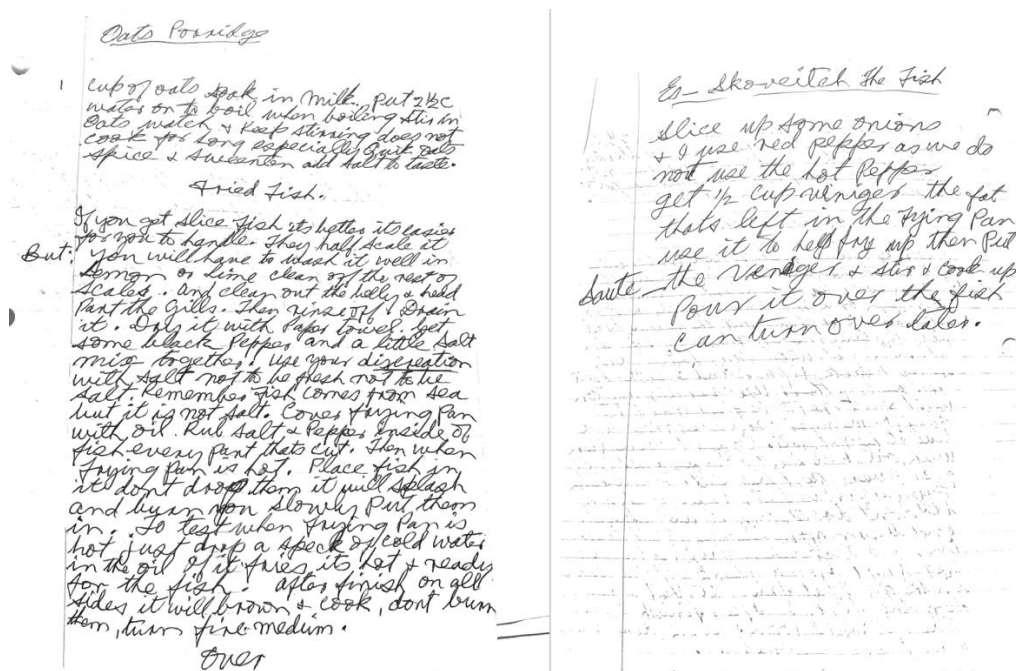 Oats Porridge
1 cup of oats soak in milk. Put 2½ c
water on to boil when boiling stir in
Oats, watch & keep stirring does not
cook for long especially Quik oats
spice & sweeten add salt to taste.
Fried Fish.
If you get slice fish its better its easier
for you to handle. They half scale it
But: you will have to wash it well in
Lemon or Lime clean off the rest of
scales. and clean out the belly & head
Part the Gills. Then rinse off & Drain
it. Dry it with Paper towel. Get
some black Pepper and a little salt
mix together. use your discreation
with salt not to be fresh not to be
salt. Remember fish comes from sea
but it is not salt. Cover frying Pan
with oil. Rub salt & Pepper inside of
fish every part thats cut. Then when
frying pan is hot. Place fish in
it dont drop them it will splash
and burn you slowly Put them
in. To test when frying Pan is
hot just drop a speck of cold water
in the oil if it fries its hot & ready
for the fish. after finish on all
sides it will brown & cook, dont burn
them, turn fire medium.
over
Es- Skoveitch The Fish
Slice up some onions
& I use red pepper as we do
not use the hot Pepper
get ½ cup viniger the fat
thats left in the frying Pan
use it to help fry up then Put
Saute the Veneger & stir & cook up
Pour it over the fish
can turn over later.